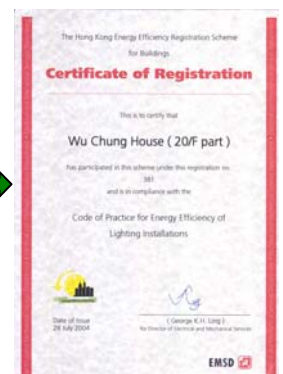 The Hong Kong Energy Efficiency Registration Scheme
for Buildings
Certificate of Registration
This is to certify that
Wu Chung House ( 20/F part )
has participated in this scheme under this registration no.
381
and is in compliance with the
Code of Practice for Energy Efficiency of
Lighting Installations
Date of Issue
28 July 2004
( George K.H. Ling )
for Director of Electrical and Mechanical Services
EMSD